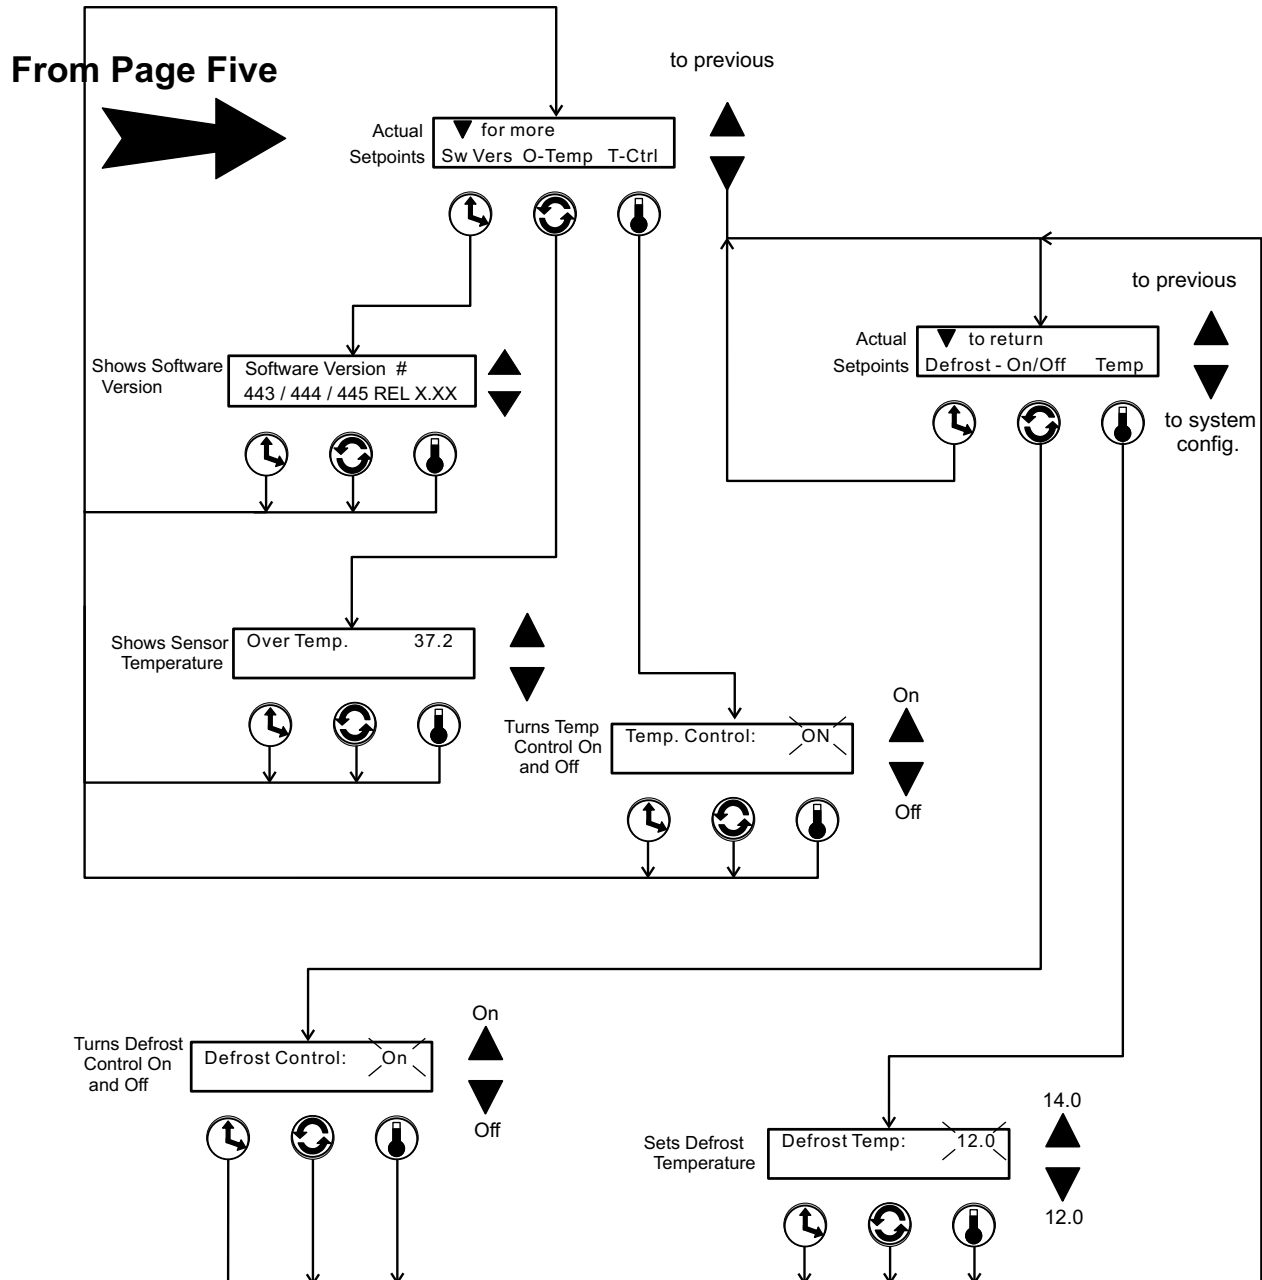 From Page Five
to previous
Actual
Setpoints
▼ for more
Sw Vers O-Temp T-Ctrl
to previous
Actual
Setpoints
▼ to return
Defrost - On/Off Temp
to system
config.
Shows Software
Version
Software Version #
443 / 444 / 445 REL X.XX
Shows Sensor
Temperature
Over Temp. 37.2
Turns Temp
Control On
and Off
Temp. Control: ON
On
Off
Turns Defrost
Control On
and Off
Defrost Control: On
On
Off
Sets Defrost
Temperature
Defrost Temp: 12.0
14.0
12.0